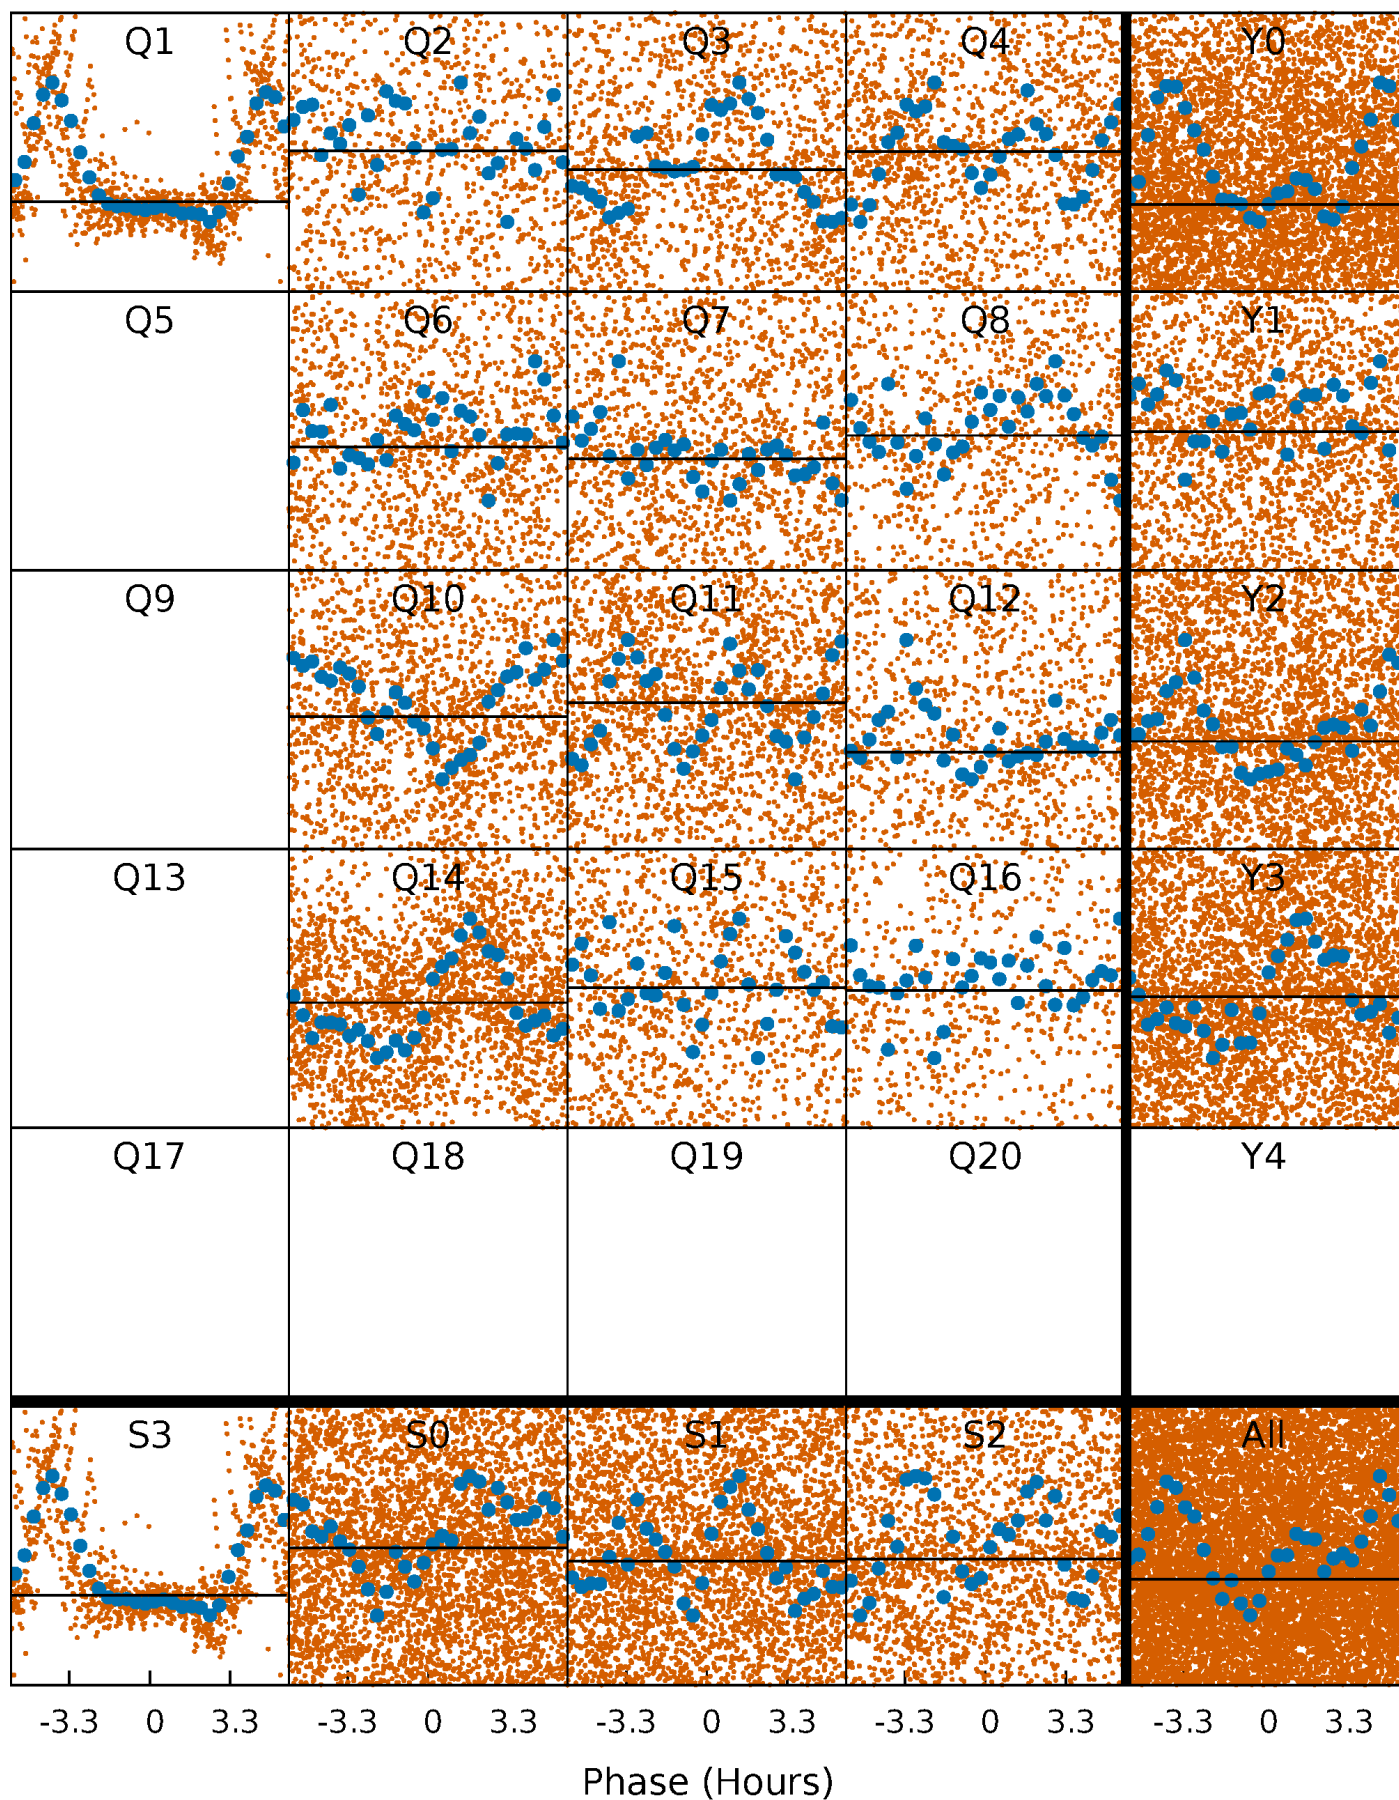 Q1 Q2 Q3 Q4 Y0
Q5 Q6 Q7 Q8 Y1
Q9 Q10 Q11 Q12 Y2
Q13 Q14 Q15 Q16 Y3
Q17 Q18 Q19 Q20 Y4
S3 S0 S1 S2 All
-3.3 0 3.3 -3.3 0 3.3 -3.3 0 3.3 -3.3 0 3.3 -3.3 0 3.3
Phase (Hours)